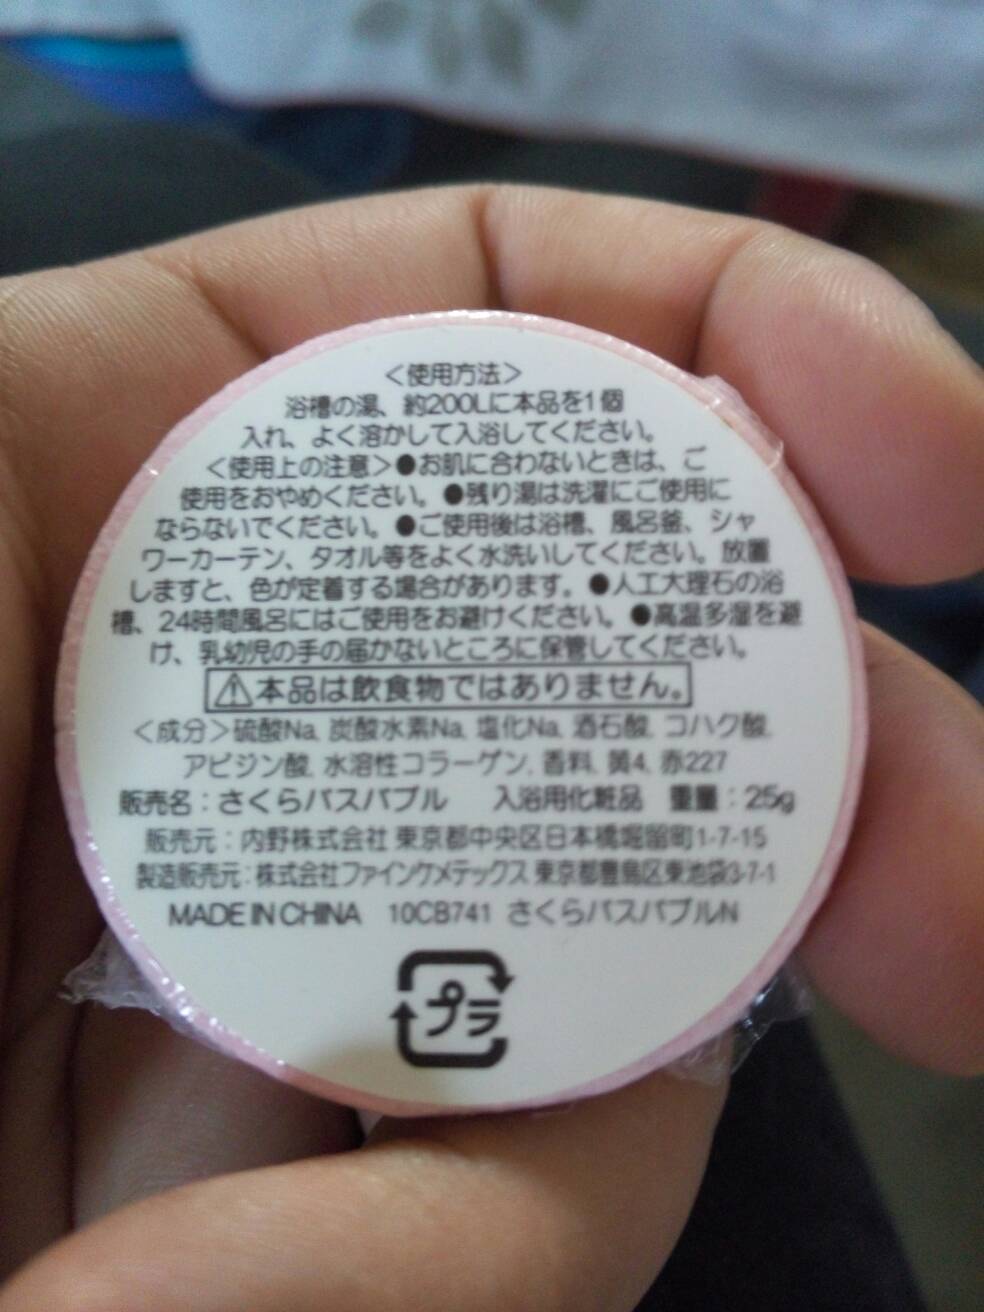 ＜使用方法＞
浴槽の湯、約200Lに本品を1個
入れ、よく溶かして入浴してください。
＜使用上の注意＞●お肌に合わないときは、ご
使用をおやめください。●残り湯は洗濯にご使用に
ならないでください。●ご使用後は浴槽、風呂釜、シャ
ワーカーテン、タオル等をよく水洗いしてください。放置
しますと、色が定着する場合があります。●人工大理石の浴
槽、24時間風呂にはご使用をお避けください。●高温多湿を避
け、乳幼児の手の届かないところに保管してください。
⚠本品は飲食物ではありません。
＜成分＞硫酸Na, 炭酸水素Na, 塩化Na, 酒石酸, コハク酸,
アビジン酸, 水溶性コラーゲン, 香料, 黄4, 赤227
販売名：さくらバスバブル 入浴用化粧品 重量：25g
販売元：内野株式会社 東京都中央区日本橋堀留町1-7-15
製造販売元：株式会社ファインケメテックス 東京都豊島区東池袋3-7-1
MADE IN CHINA 10CB741 さくらバスバブルN
プラ